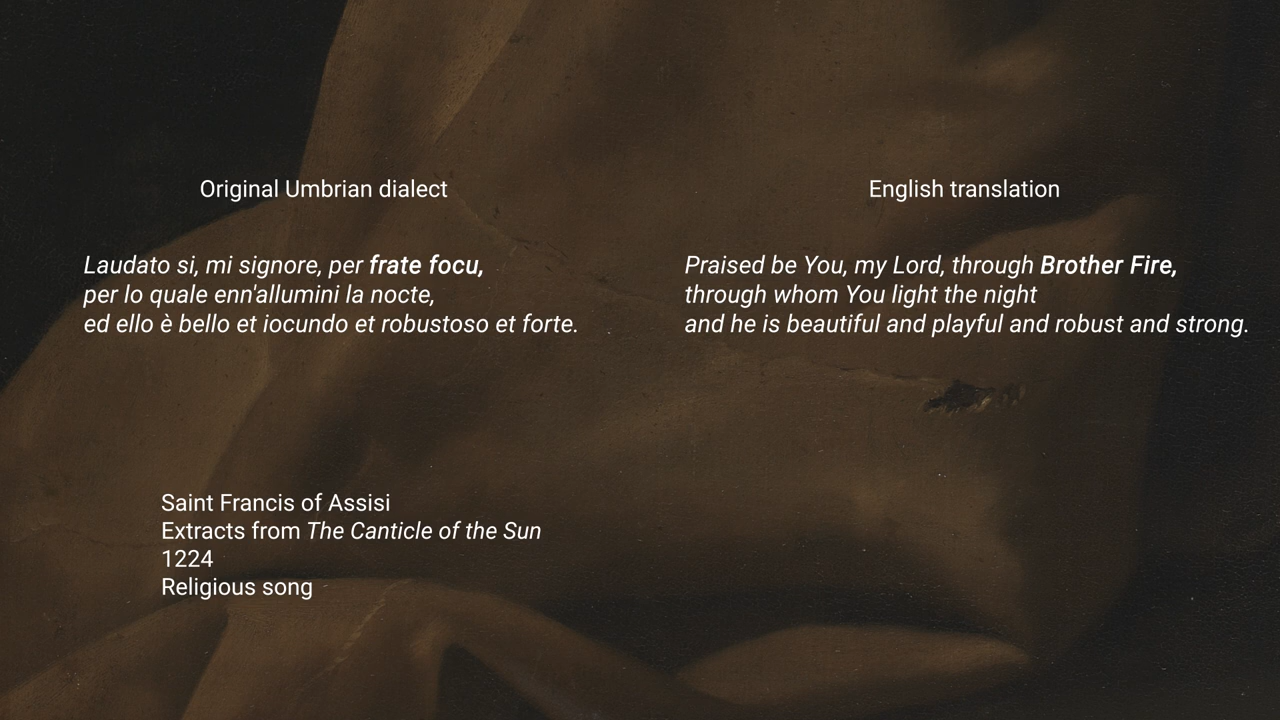 Original Umbrian dialect
Laudato si, mi signore, per frate focu,
per lo quale enn'allumini la nocte,
ed ello è bello et iocundo et robustoso et forte.
English translation
Praised be You, my Lord, through Brother Fire,
through whom You light the night
and he is beautiful and playful and robust and strong.
Saint Francis of Assisi
Extracts from The Canticle of the Sun
1224
Religious song